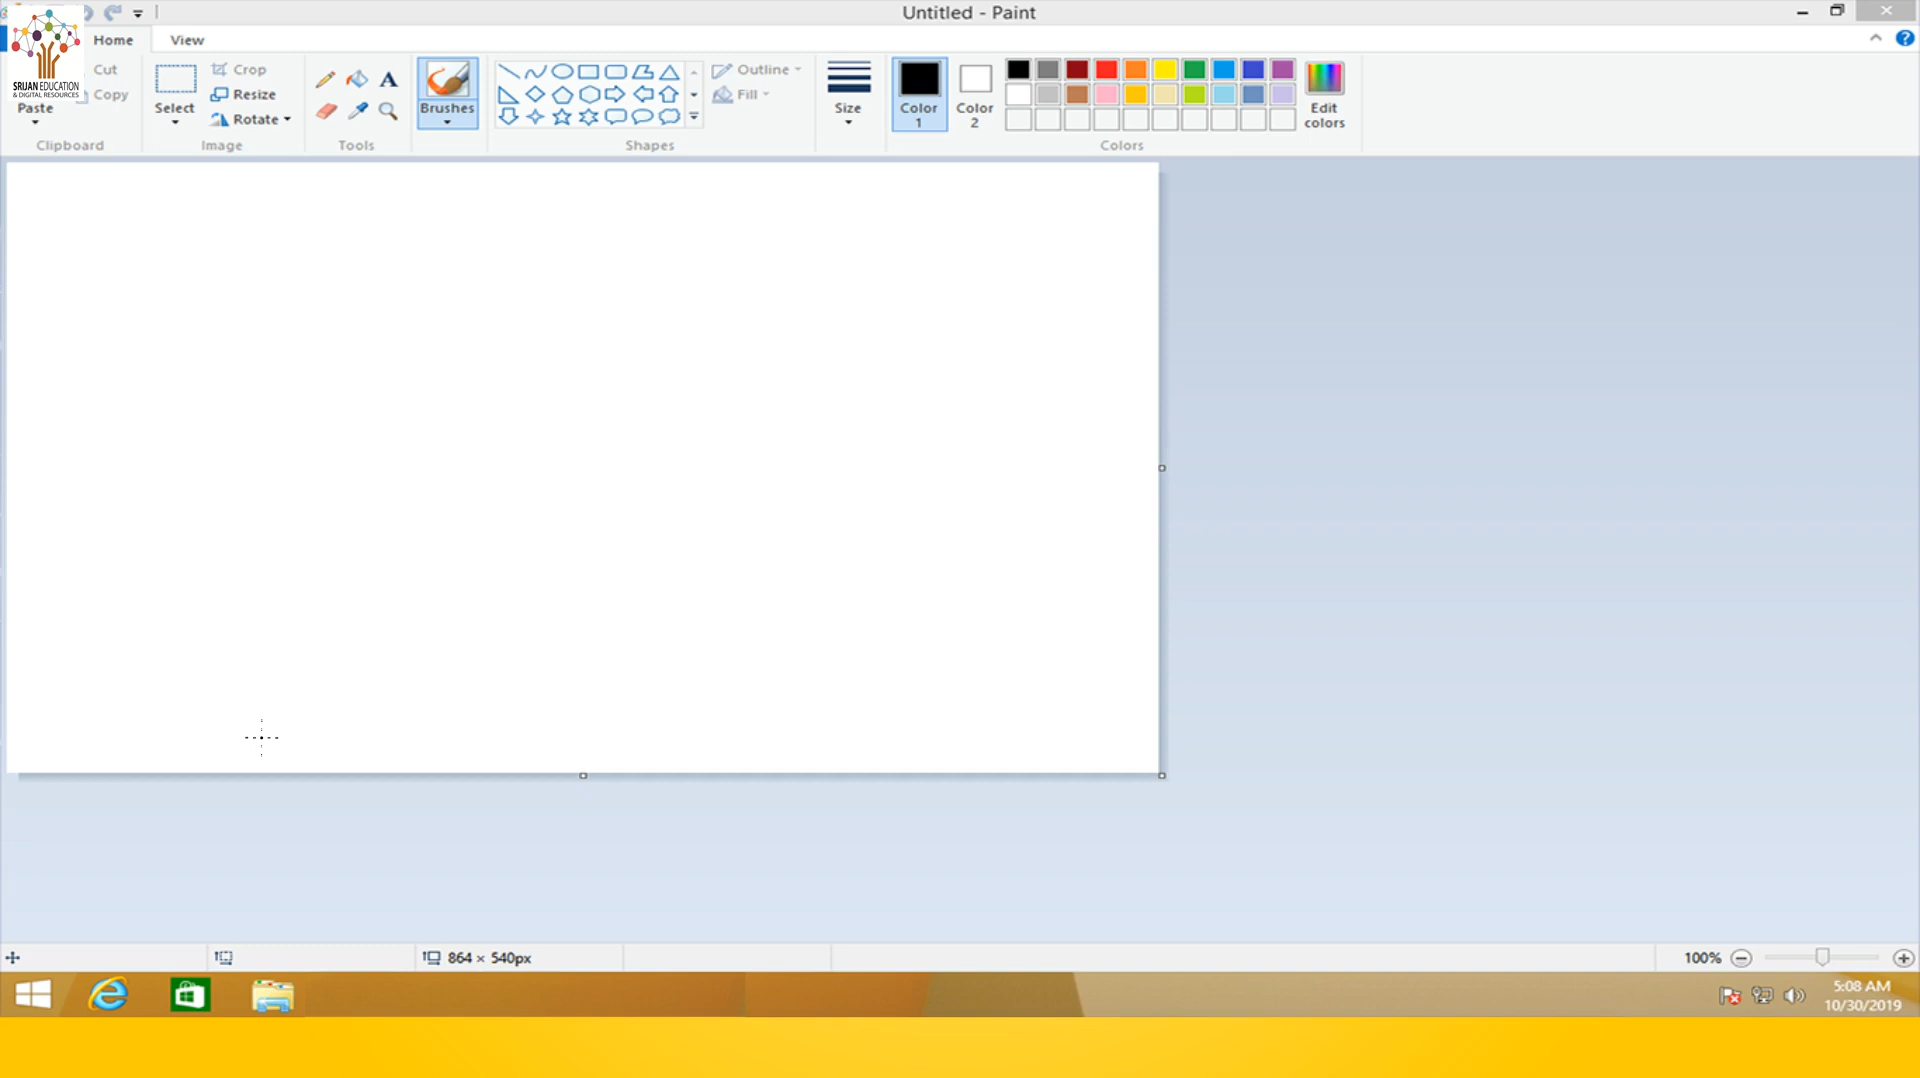 Untitled - Paint
Home View
SRIJAN EDUCATION
& DIGITAL RESOURCES
Cut
Copy
Paste
Clipboard
Select
Crop
Resize
Rotate
Image
A
Tools
Brushes
Shapes
Outline
Fill
Size
Color
1
Color
2
Edit
colors
Colors
864 × 540px
100%
5:08 AM
10/30/2019